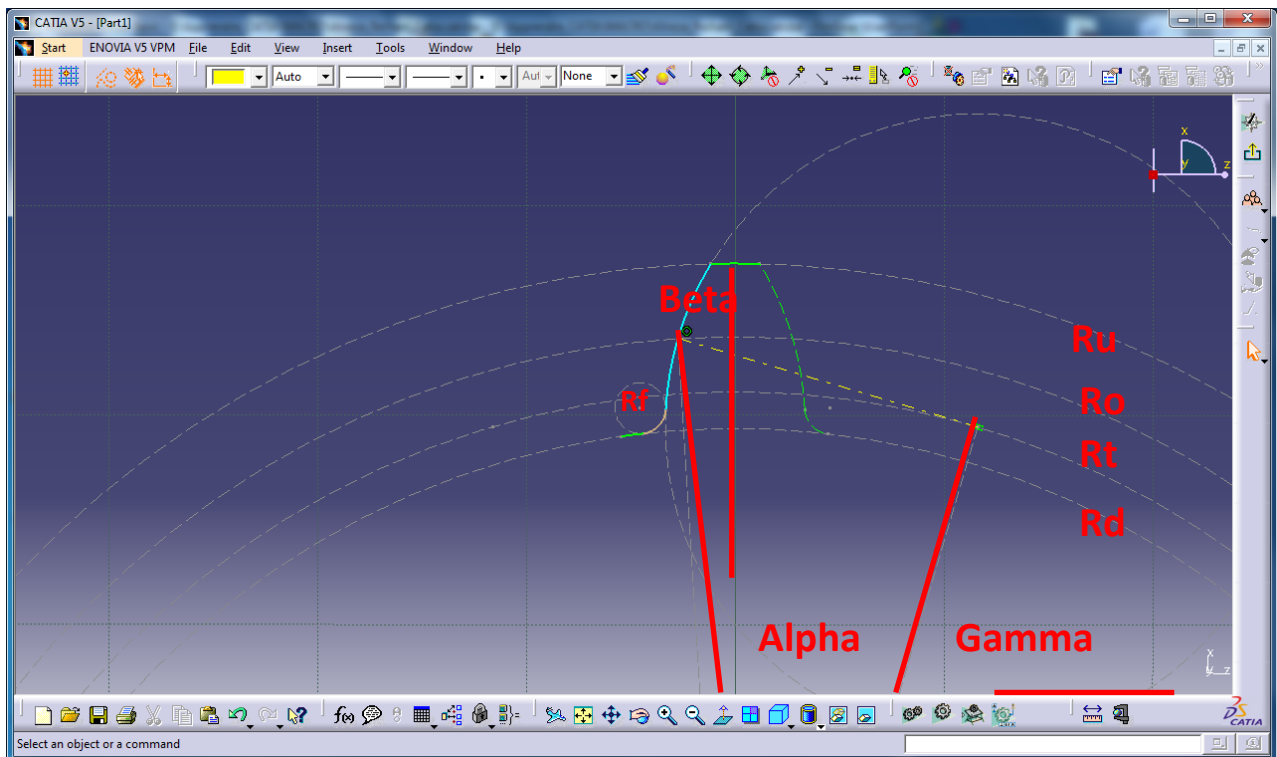 CATIA V5 - [Part1]
Start ENOVIA V5 VPM File Edit View Insert Tools Window Help
Auto Aut None
x
y z
Beta
Ru
Rf
Ro
Rt
Rd
Alpha Gamma
x
y z
f(x)
CATIA
Select an object or a command